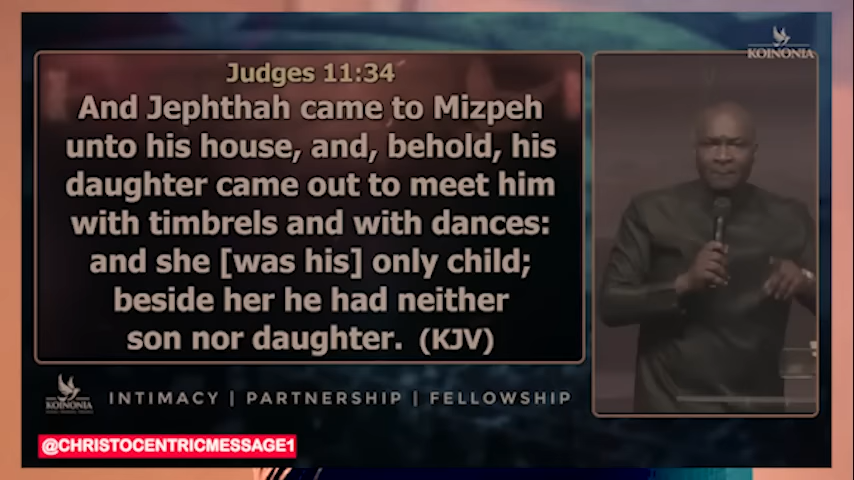 KOINONIA
Judges 11:34
And Jephthah came to Mizpeh
unto his house, and, behold, his
daughter came out to meet him
with timbrels and with dances:
and she [was his] only child;
beside her he had neither
son nor daughter. (KJV)
KOINONIA
INTIMACY | PARTNERSHIP | FELLOWSHIP
@CHRISTOCENTRICMESSAGE1